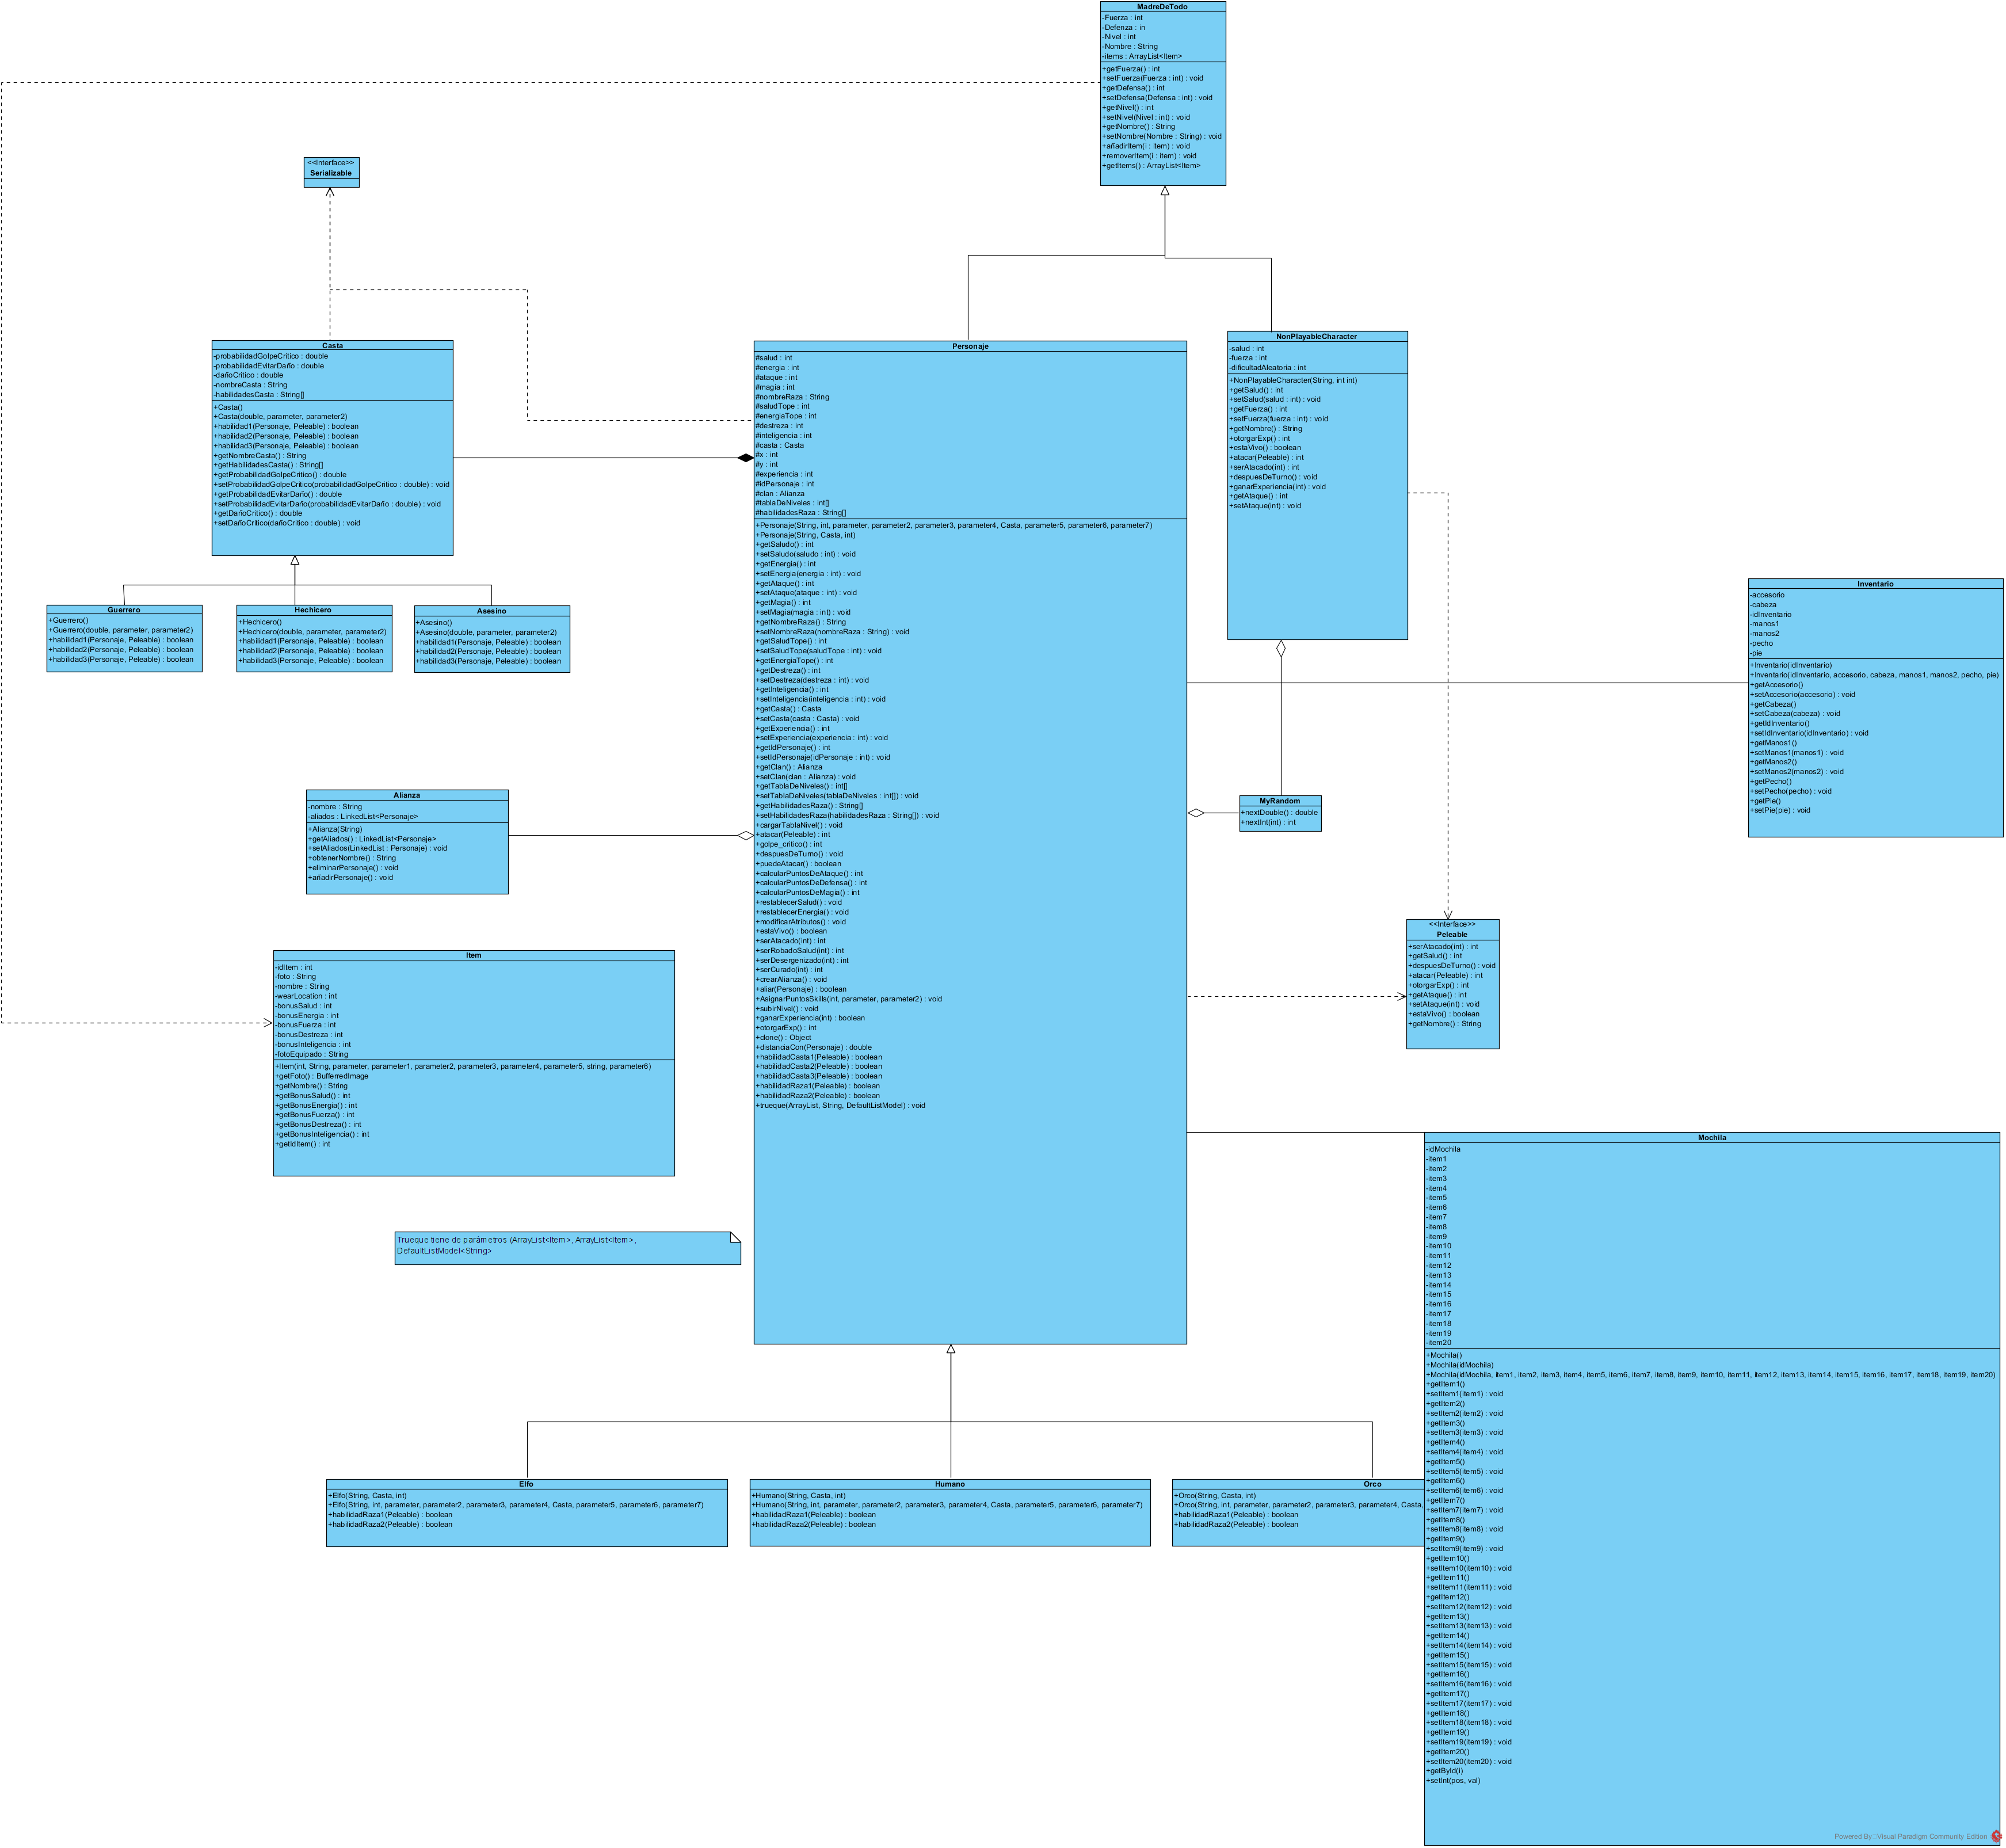 MadreDeTodo
-Fuerza : int
-Defenza : in
-Nivel : int
-Nombre : String
-items : ArrayList<Item>
+getFuerza() : int
+setFuerza(Fuerza : int) : void
+getDefensa() : int
+setDefensa(Defensa : int) : void
+getNivel() : int
+setNivel(Nivel : int) : void
+getNombre() : String
+setNombre(Nombre : String) : void
+añadirItem(i : item) : void
+removerItem(i : item) : void
+getItems() : ArrayList<Item>
<<Interface>>
Serializable
Casta
-probabilidadGolpeCritico : double
-probabilidadEvitarDaño : double
-dañoCritico : double
-nombreCasta : String
-habilidadesCasta : String[]
+Casta()
+Casta(double, parameter, parameter2)
+habilidad1(Personaje, Peleable) : boolean
+habilidad2(Personaje, Peleable) : boolean
+habilidad3(Personaje, Peleable) : boolean
+getNombreCasta() : String
+getHabilidadesCasta() : String[]
+getProbabilidadGolpeCritico() : double
+setProbabilidadGolpeCritico(probabilidadGolpeCritico : double) : void
+getProbabilidadEvitarDaño() : double
+setProbabilidadEvitarDaño(probabilidadEvitarDaño : double) : void
+getDañoCritico() : double
+setDañoCritico(dañoCritico : double) : void
Guerrero
+Guerrero()
+Guerrero(double, parameter, parameter2)
+habilidad1(Personaje, Peleable) : boolean
+habilidad2(Personaje, Peleable) : boolean
+habilidad3(Personaje, Peleable) : boolean
Hechicero
+Hechicero()
+Hechicero(double, parameter, parameter2)
+habilidad1(Personaje, Peleable) : boolean
+habilidad2(Personaje, Peleable) : boolean
+habilidad3(Personaje, Peleable) : boolean
Asesino
+Asesino()
+Asesino(double, parameter, parameter2)
+habilidad1(Personaje, Peleable) : boolean
+habilidad2(Personaje, Peleable) : boolean
+habilidad3(Personaje, Peleable) : boolean
Personaje
#salud : int
#energia : int
#ataque : int
#magia : int
#nombreRaza : String
#saludTope : int
#energiaTope : int
#destreza : int
#inteligencia : int
#casta : Casta
#x : int
#y : int
#experiencia : int
#idPersonaje : int
#clan : Alianza
#tablaDeNiveles : int[]
#habilidadesRaza : String[]
+Personaje(String, int, parameter, parameter2, parameter3, parameter4, Casta, parameter5, parameter6, parameter7)
+Personaje(String, Casta, int)
+getSaludo() : int
+setSaludo(saludo : int) : void
+getEnergia() : int
+setEnergia(energia : int) : void
+getAtaque() : int
+setAtaque(ataque : int) : void
+getMagia() : int
+setMagia(magia : int) : void
+getNombreRaza() : String
+setNombreRaza(nombreRaza : String) : void
+getSaludTope() : int
+setSaludTope(saludTope : int) : void
+getEnergiaTope() : int
+getDestreza() : int
+setDestreza(destreza : int) : void
+getInteligencia() : int
+setInteligencia(inteligencia : int) : void
+getCasta() : Casta
+setCasta(casta : Casta) : void
+getExperiencia() : int
+setExperiencia(experiencia : int) : void
+getIdPersonaje() : int
+setIdPersonaje(idPersonaje : int) : void
+getClan() : Alianza
+setClan(clan : Alianza) : void
+getTablaDeNiveles() : int[]
+setTablaDeNiveles(tablaDeNiveles : int[]) : void
+getHabilidadesRaza() : String[]
+setHabilidadesRaza(habilidadesRaza : String[]) : void
+cargarTablaNivel() : void
+atacar(Peleable) : int
+golpe_critico() : int
+despuesDeTurno() : void
+puedeAtacar() : boolean
+calcularPuntosDeAtaque() : int
+calcularPuntosDeDefensa() : int
+calcularPuntosDeMagia() : int
+restablecerSalud() : void
+restablecerEnergia() : void
+modificarAtributos() : void
+estaVivo() : boolean
+serAtacado(int) : int
+serRobadoSalud(int) : int
+serDesergenizado(int) : int
+serCurado(int) : int
+crearAlianza() : void
+aliar(Personaje) : boolean
+AsignarPuntosSkills(int, parameter, parameter2) : void
+subirNivel() : void
+ganarExperiencia(int) : boolean
+otorgarExp() : int
+clone() : Object
+distanciaCon(Personaje) : double
+habilidadCasta1(Peleable) : boolean
+habilidadCasta2(Peleable) : boolean
+habilidadCasta3(Peleable) : boolean
+habilidadRaza1(Peleable) : boolean
+habilidadRaza2(Peleable) : boolean
+trueque(ArrayList, String, DefaultListModel) : void
NonPlayableCharacter
-salud : int
-fuerza : int
-dificultadAleatoria : int
+NonPlayableCharacter(String, int int)
+getSalud() : int
+setSalud(salud : int) : void
+getFuerza() : int
+setFuerza(fuerza : int) : void
+getNombre() : String
+otorgarExp() : int
+estaVivo() : boolean
+atacar(Peleable) : int
+serAtacado(int) : int
+despuesDeTurno() : void
+ganarExperiencia(int) : void
+getAtaque() : int
+setAtaque(int) : void
Inventario
-accesorio
-cabeza
-idInventario
-manos1
-manos2
-pecho
-pie
+Inventario(idInventario)
+Inventario(idInventario, accesorio, cabeza, manos1, manos2, pecho, pie)
+getAccesorio()
+setAccesorio(accesorio) : void
+getCabeza()
+setCabeza(cabeza) : void
+getIdInventario()
+setIdInventario(idInventario) : void
+getManos1()
+setManos1(manos1) : void
+getManos2()
+setManos2(manos2) : void
+getPecho()
+setPecho(pecho) : void
+getPie()
+setPie(pie) : void
Alianza
-nombre : String
-aliados : LinkedList<Personaje>
+Alianza(String)
+getAliados() : LinkedList<Personaje>
+setAliados(LinkedList : Personaje) : void
+obtenerNombre() : String
+eliminarPersonaje() : void
+añadirPersonaje() : void
MyRandom
+nextDouble() : double
+nextInt(int) : int
<<Interface>>
Peleable
+serAtacado(int) : int
+getSalud() : int
+despuesDeTurno() : void
+atacar(Peleable) : int
+otorgarExp() : int
+getAtaque() : int
+setAtaque(int) : void
+estaVivo() : boolean
+getNombre() : String
Item
-idItem : int
-foto : String
-nombre : String
-wearLocation : int
-bonusSalud : int
-bonusEnergia : int
-bonusFuerza : int
-bonusDestreza : int
-bonusInteligencia : int
-fotoEquipado : String
+Item(int, String, parameter, parameter1, parameter2, parameter3, parameter4, parameter5, string, parameter6)
+getFoto() : BufferredImage
+getNombre() : String
+getBonusSalud() : int
+getBonusEnergia() : int
+getBonusFuerza() : int
+getBonusDestreza() : int
+getBonusInteligencia() : int
+getIdItem() : int
Trueque tiene de parámetros (ArrayList<Item>, ArrayList<Item>,
DefaultListModel<String>
Mochila
-idMochila
-item1
-item2
-item3
-item4
-item5
-item6
-item7
-item8
-item9
-item10
-item11
-item12
-item13
-item14
-item15
-item16
-item17
-item18
-item19
-item20
+Mochila()
+Mochila(idMochila)
+Mochila(idMochila, item1, item2, item3, item4, item5, item6, item7, item8, item9, item10, item11, item12, item13, item14, item15, item16, item17, item18, item19, item20)
+getItem1()
+setItem1(item1) : void
+getItem2()
+setItem2(item2) : void
+getItem3()
+setItem3(item3) : void
+getItem4()
+setItem4(item4) : void
+getItem5()
+setItem5(item5) : void
+getItem6()
+setItem6(item6) : void
+getItem7()
+setItem7(item7) : void
+getItem8()
+setItem8(item8) : void
+getItem9()
+setItem9(item9) : void
+getItem10()
+setItem10(item10) : void
+getItem11()
+setItem11(item11) : void
+getItem12()
+setItem12(item12) : void
+getItem13()
+setItem13(item13) : void
+getItem14()
+setItem14(item14) : void
+getItem15()
+setItem15(item15) : void
+getItem16()
+setItem16(item16) : void
+getItem17()
+setItem17(item17) : void
+getItem18()
+setItem18(item18) : void
+getItem19()
+setItem19(item19) : void
+getItem20()
+setItem20(item20) : void
+getById(i)
+setInt(pos, val)
Elfo
+Elfo(String, Casta, int)
+Elfo(String, int, parameter, parameter2, parameter3, parameter4, Casta, parameter5, parameter6, parameter7)
+habilidadRaza1(Peleable) : boolean
+habilidadRaza2(Peleable) : boolean
Humano
+Humano(String, Casta, int)
+Humano(String, int, parameter, parameter2, parameter3, parameter4, Casta, parameter5, parameter6, parameter7)
+habilidadRaza1(Peleable) : boolean
+habilidadRaza2(Peleable) : boolean
Orco
+Orco(String, Casta, int)
+Orco(String, int, parameter, parameter2, parameter3, parameter4, Casta,
+habilidadRaza1(Peleable) : boolean
+habilidadRaza2(Peleable) : boolean
Powered By Visual Paradigm Community Edition